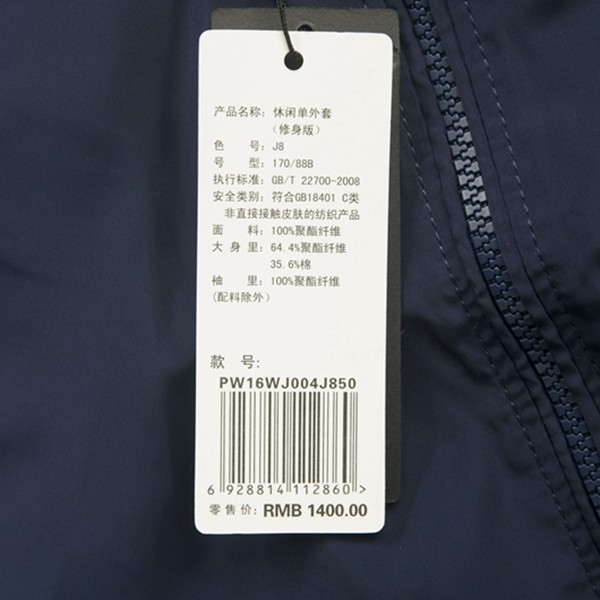 产品名称: 休闲单外套
(修身版)
色 号: J8
号 型: 170/88B
执行标准: GB/T 22700-2008
安全类别: 符合GB18401 C类
非直接接触皮肤的纺织产品
面 料: 100%聚酯纤维
大 身 里: 64.4%聚酯纤维
35.6%棉
袖 里: 100%聚酯纤维
(配料除外)
款 号:
PW16WJ004J850
6 928814 112860 >
零 售 价: RMB 1400.00